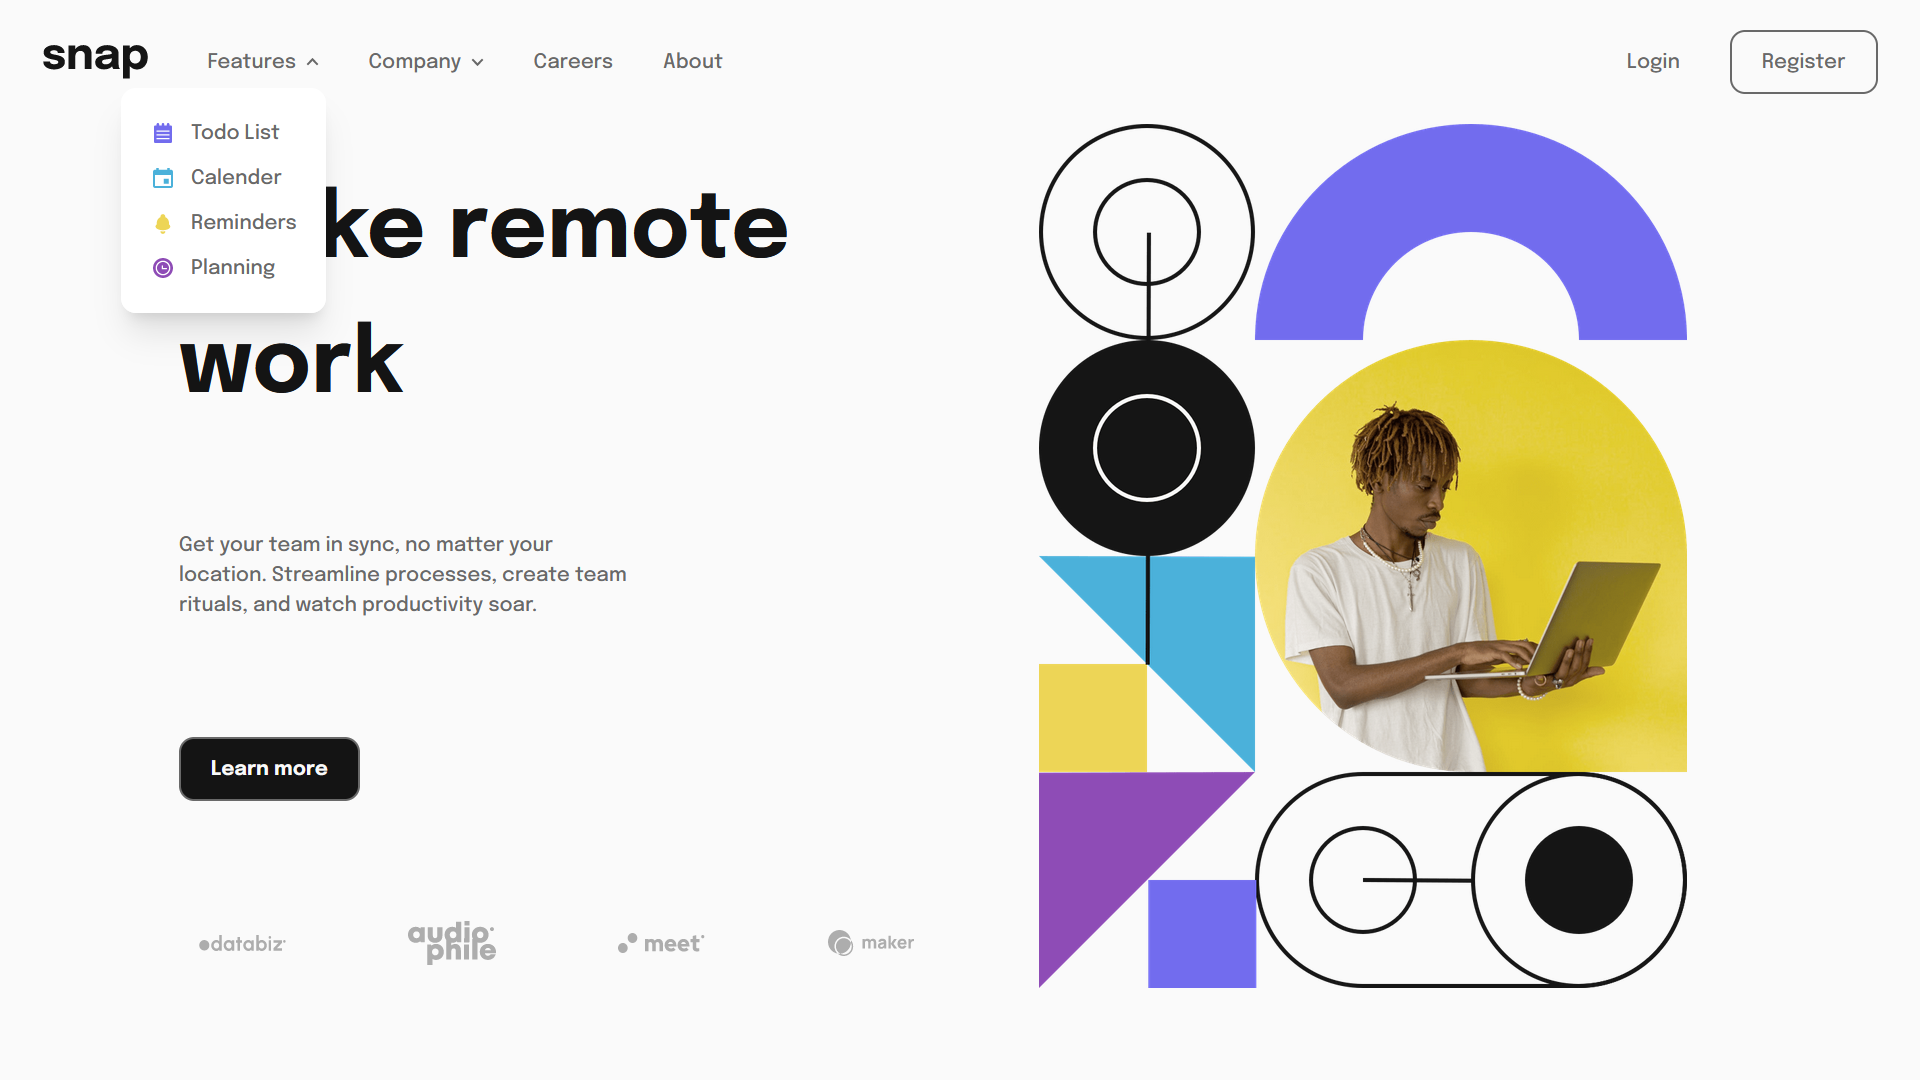 snap
Features
Company
Careers
About
Login
Register
Todo List
Calender
Reminders
Planning
ke remote
work
Get your team in sync, no matter your
location. Streamline processes, create team
rituals, and watch productivity soar.
Learn more
databiz
audio
phile
meet
maker